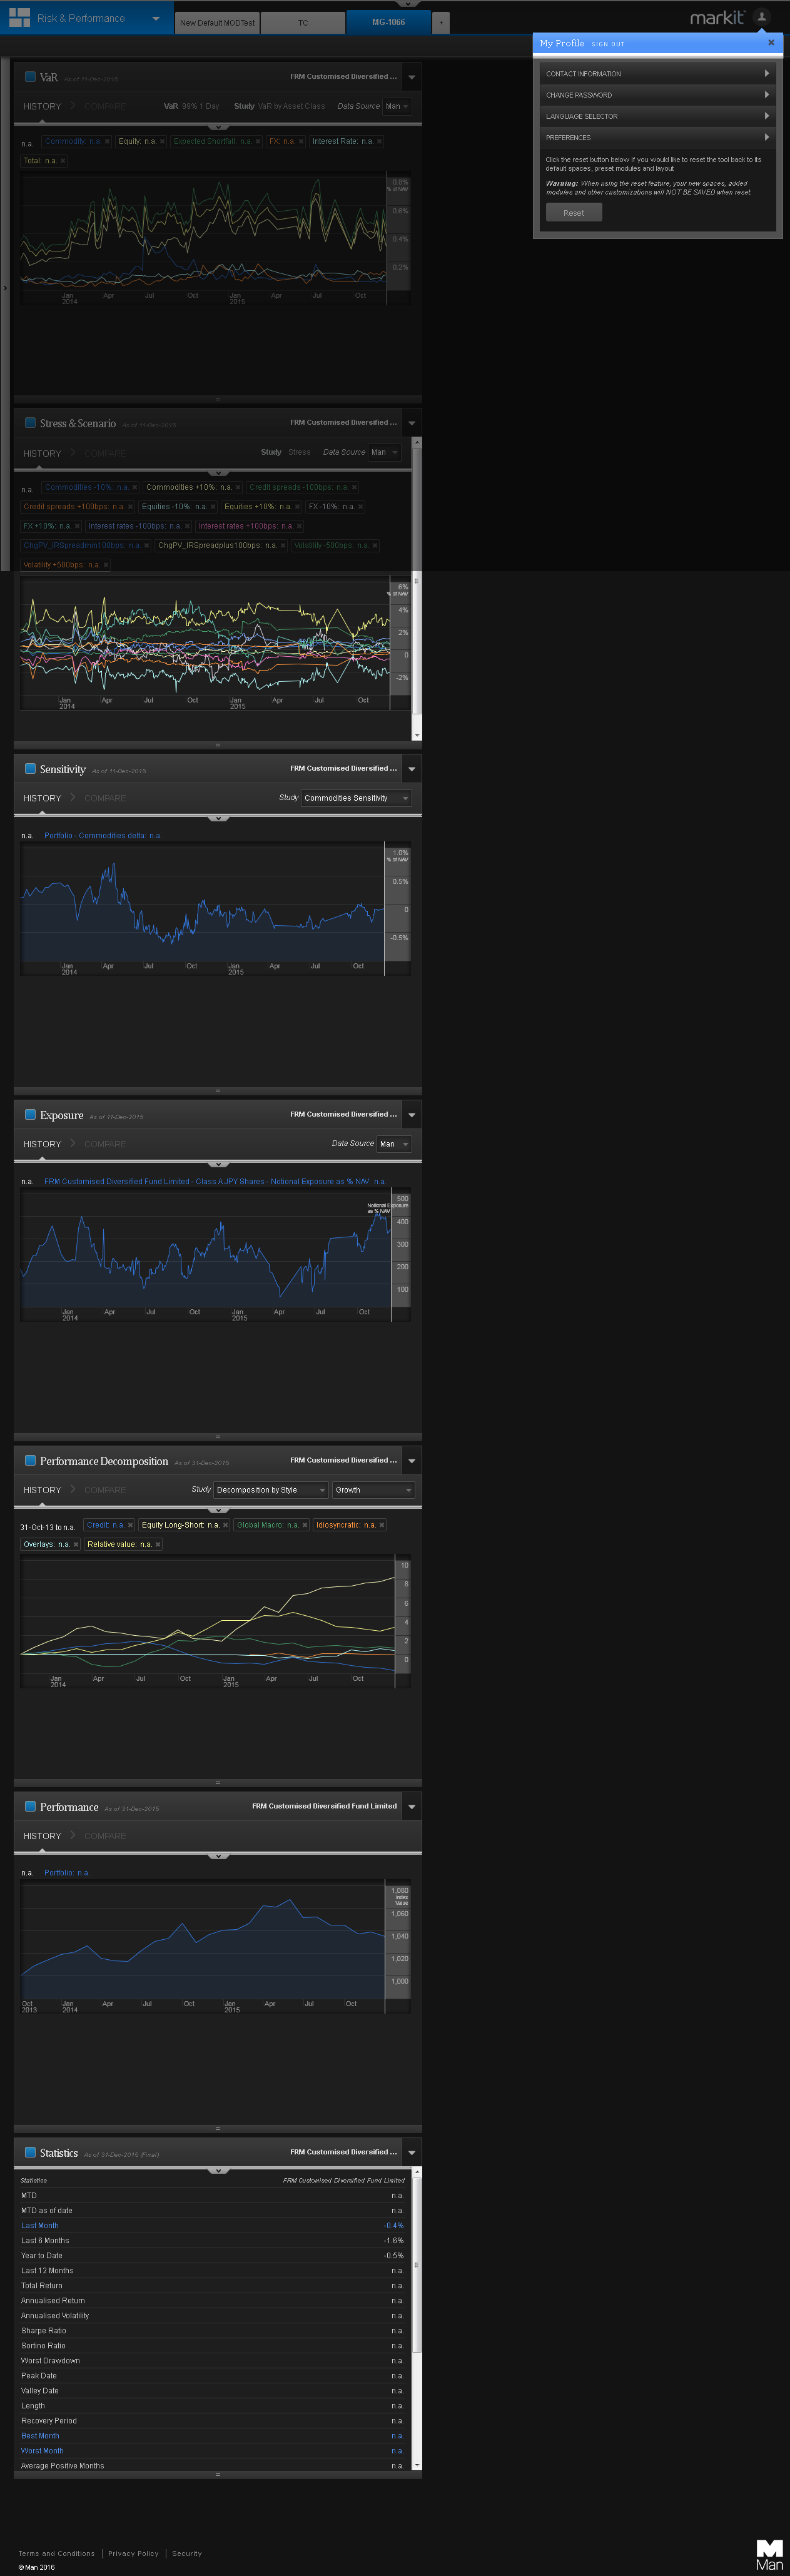 Risk & Performance
New Default MODTest
TC
MG-1066
+
markit
My Profile SIGN OUT
CONTACT INFORMATION
CHANGE PASSWORD
LANGUAGE SELECTOR
PREFERENCES
Click the reset button below if you would like to reset the tool back to its
default spaces, preset modules and layout
Warning: When using the reset feature, your new spaces, added
modules and other customizations will NOT BE SAVED when reset.
Reset
VaR As of 11-Dec-2015 FRM Customised Diversified ...
HISTORY COMPARE VaR 99% 1 Day Study VaR by Asset Class Data Source Man
n.a. Commodity: n.a. Equity: n.a. Expected Shortfall: n.a. FX: n.a. Interest Rate: n.a.
Total: n.a.
0.8%
% of NAV
0.6%
0.4%
0.2%
Jan Apr Jul Oct Jan Apr Jul Oct
2014 2015
Stress & Scenario As of 11-Dec-2015 FRM Customised Diversified ...
HISTORY COMPARE Study Stress Data Source Man
n.a. Commodities -10%: n.a. Commodities +10%: n.a. Credit spreads -100bps: n.a.
Credit spreads +100bps: n.a. Equities -10%: n.a. Equities +10%: n.a. FX -10%: n.a.
FX +10%: n.a. Interest rates -100bps: n.a. Interest rates +100bps: n.a.
ChgPV_IRSpreadmin100bps: n.a. ChgPV_IRSpreadplus100bps: n.a. Volatility -500bps: n.a.
Volatility +500bps: n.a.
6%
% of NAV
4%
2%
0
-2%
Jan Apr Jul Oct Jan Apr Jul Oct
2014 2015
Sensitivity As of 11-Dec-2015 FRM Customised Diversified ...
HISTORY COMPARE Study Commodities Sensitivity
n.a. Portfolio - Commodities delta: n.a.
1.0%
% of NAV
0.5%
0
-0.5%
Jan Apr Jul Oct Jan Apr Jul Oct
2014 2015
Exposure As of 11-Dec-2015 FRM Customised Diversified ...
HISTORY COMPARE Data Source Man
n.a. FRM Customised Diversified Fund Limited - Class A JPY Shares - Notional Exposure as % NAV: n.a.
500
Notional Exposure
as % NAV
400
300
200
100
Jan Apr Jul Oct Jan Apr Jul Oct
2014 2015
Performance Decomposition As of 31-Dec-2015 FRM Customised Diversified ...
HISTORY COMPARE Study Decomposition by Style Growth
31-Oct-13 to n.a. Credit: n.a. Equity Long-Short: n.a. Global Macro: n.a. Idiosyncratic: n.a.
Overlays: n.a. Relative value: n.a.
10
8
6
4
2
0
Jan Apr Jul Oct Jan Apr Jul Oct
2014 2015
Performance As of 31-Dec-2015 FRM Customised Diversified Fund Limited
HISTORY COMPARE
n.a. Portfolio: n.a.
1,080
Index
Value
1,060
1,040
1,020
1,000
Oct Jan Apr Jul Oct Jan Apr Jul Oct
2013 2014 2015
Statistics As of 31-Dec-2015 (Final) FRM Customised Diversified ...
Statistics FRM Customised Diversified Fund Limited
MTD n.a.
MTD as of date n.a.
Last Month -0.4%
Last 6 Months -1.6%
Year to Date -0.5%
Last 12 Months n.a.
Total Return n.a.
Annualised Return n.a.
Annualised Volatility n.a.
Sharpe Ratio n.a.
Sortino Ratio n.a.
Worst Drawdown n.a.
Peak Date n.a.
Valley Date n.a.
Length n.a.
Recovery Period n.a.
Best Month n.a.
Worst Month n.a.
Average Positive Months n.a.
Terms and Conditions | Privacy Policy | Security
© Man 2016
Man